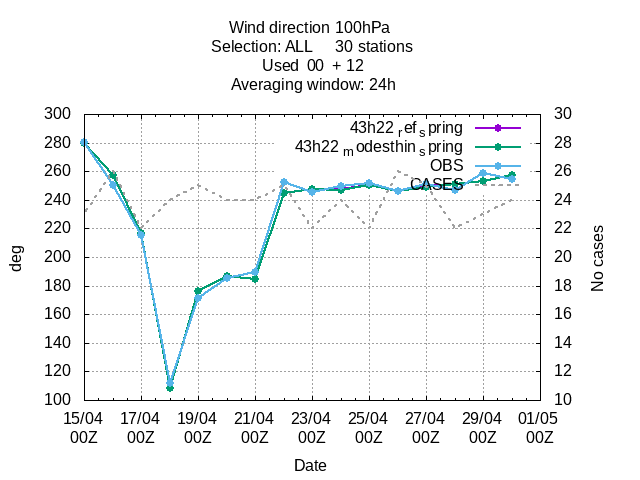 Wind direction 100hPa
Selection: ALL 30 stations
Used 00 + 12
Averaging window: 24h
300 30
43h22 ref spring
280 28
43h22 modesthin spring
OBS
260 26
CASES
240 24
220 22
deg
200 20
No cases
180 18
160 16
140 14
120 12
100 10
15/04 17/04 19/04 21/04 23/04 25/04 27/04 29/04 01/05
00Z 00Z 00Z 00Z 00Z 00Z 00Z 00Z 00Z
Date